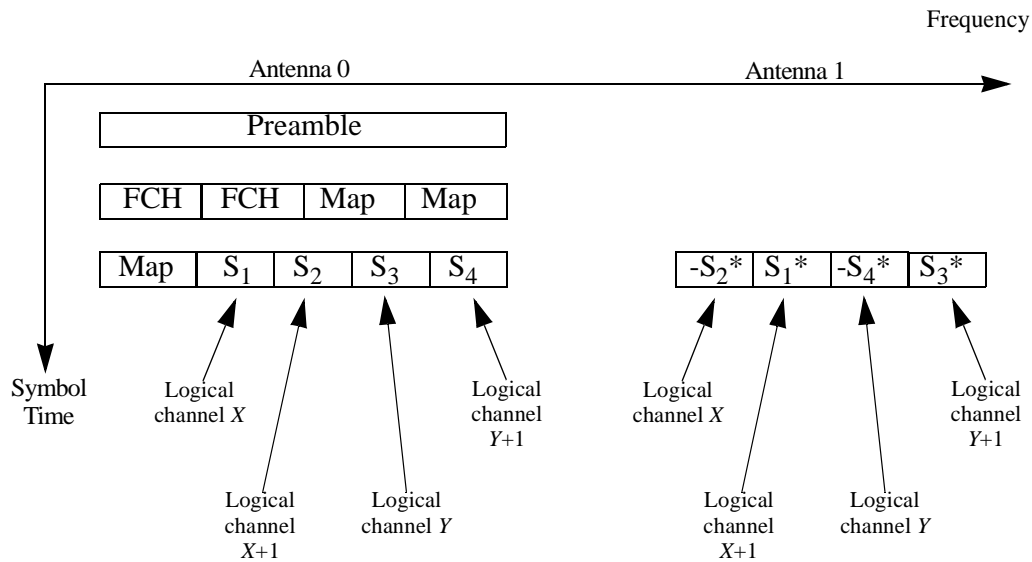 Frequency
Antenna 0 Antenna 1
Preamble
FCH FCH Map Map
Map S1 S2 S3 S4 -S2* S1* -S4* S3*
Symbol
Time
Logical
channel X
Logical
channel
Y+1
Logical
channel X
Logical
channel
Y+1
Logical
channel
X+1
Logical
channel Y
Logical
channel
X+1
Logical
channel Y